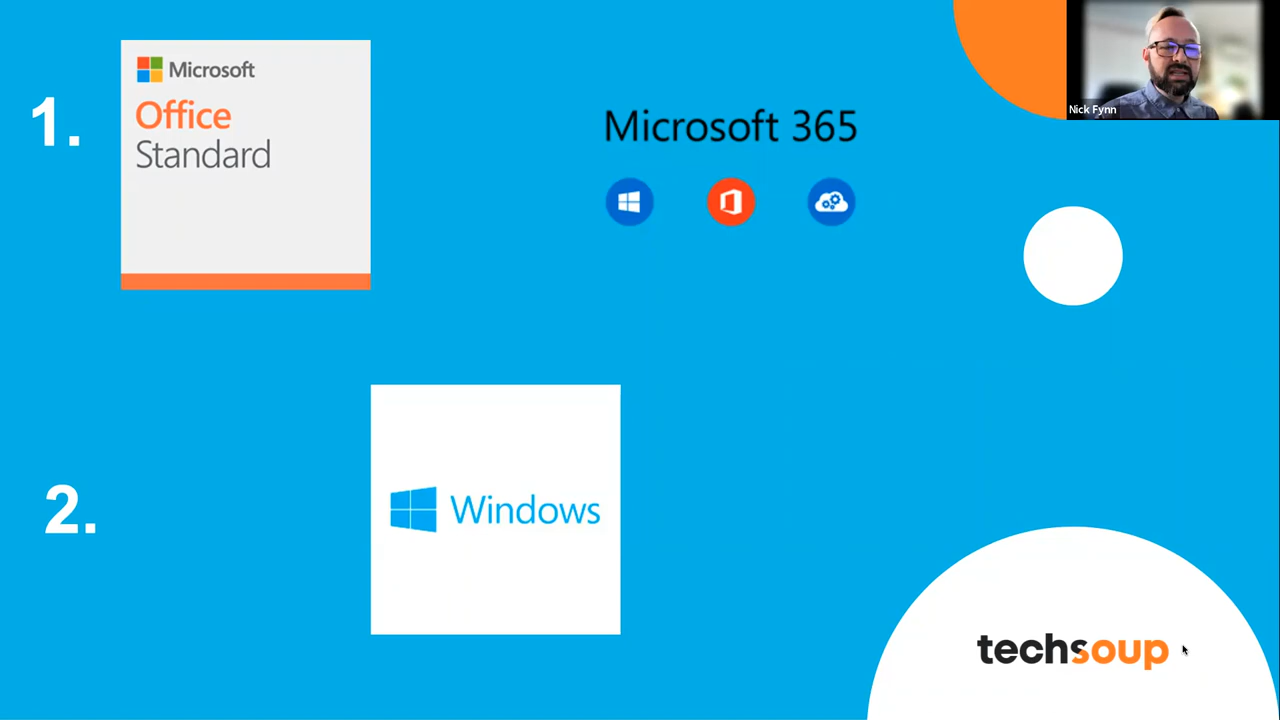 1.
Microsoft
Office
Standard
Microsoft 365
Nick Fynn
2.
Windows
techsoup